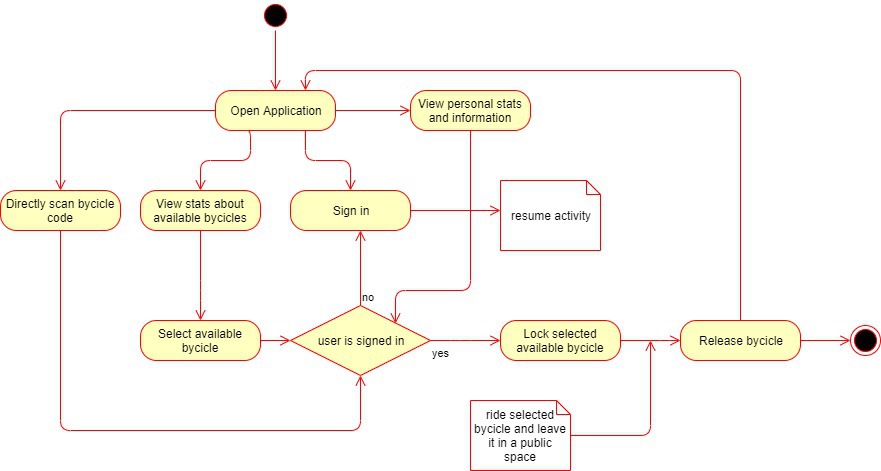 Open Application
View personal stats
and information
Directly scan bycicle
code
View stats about
available bycicles
Sign in
resume activity
no
Select available
bycicle
user is signed in
yes
Lock selected
available bycicle
Release bycicle
ride selected
bycicle and leave
it in a public
space